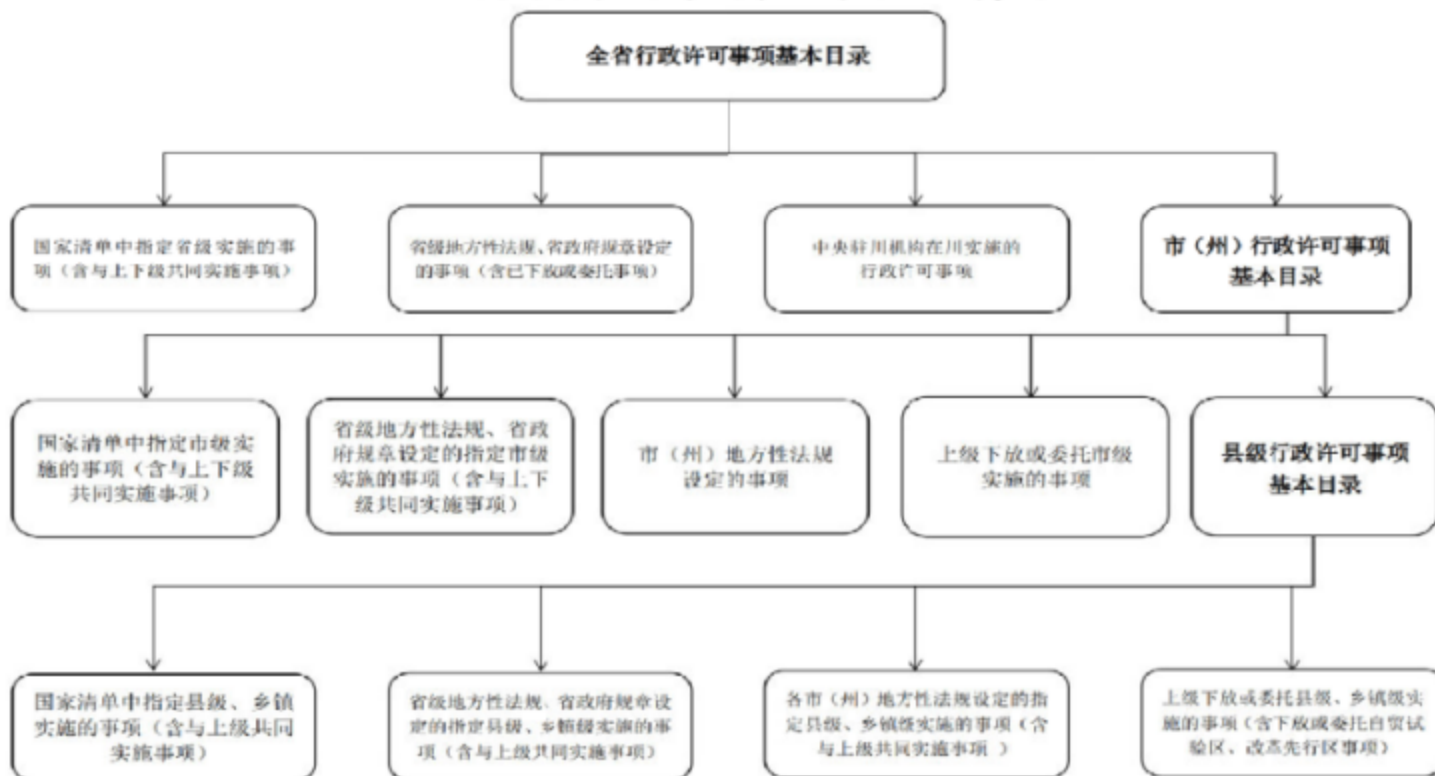 全省行政许可事项基本目录
国家清单中指定省级实施的事
项（含与上下级共同实施事项）
省级地方性法规、省政府规章设定
的事项（含已下放或委托事项）
中央驻川机构在川实施的
行政许可事项
市（州）行政许可事项
基本目录
国家清单中指定市级实
施的事项（含与上下级
共同实施事项）
省级地方性法规、省政
府规章设定的指定市级
实施的事项（含与上下
级共同实施事项）
市（州）地方性法规
设定的事项
上级下放或委托市级
实施的事项
县级行政许可事项
基本目录
国家清单中指定县级、乡镇
实施的事项（含与上级共同
实施事项）
省级地方性法规、省政府规章设
定的指定县级、乡镇级实施的事
项（含与上级共同实施事项）
各市（州）地方性法规设定的指
定县级、乡镇级实施的事项（含
与上级共同实施事项 ）
上级下放或委托县级、乡镇级实
施的事项（含下放或委托自贸试
验区、改革先行区事项）